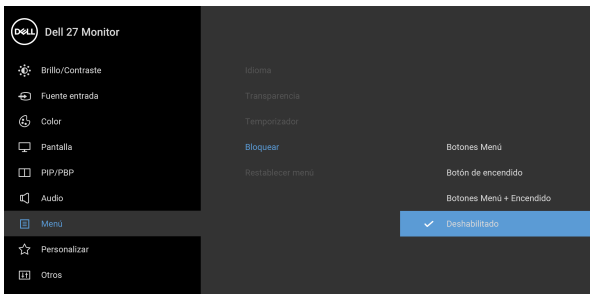 DELL
Dell 27 Monitor
Brillo/Contraste
Fuente entrada
Color
Pantalla
PIP/PBP
Audio
Menú
Personalizar
Otros
Idioma
Transparencia
Temporizador
Bloquear
Restablecer menú
Botones Menú
Botón de encendido
Botones Menú + Encendido
Deshabilitado